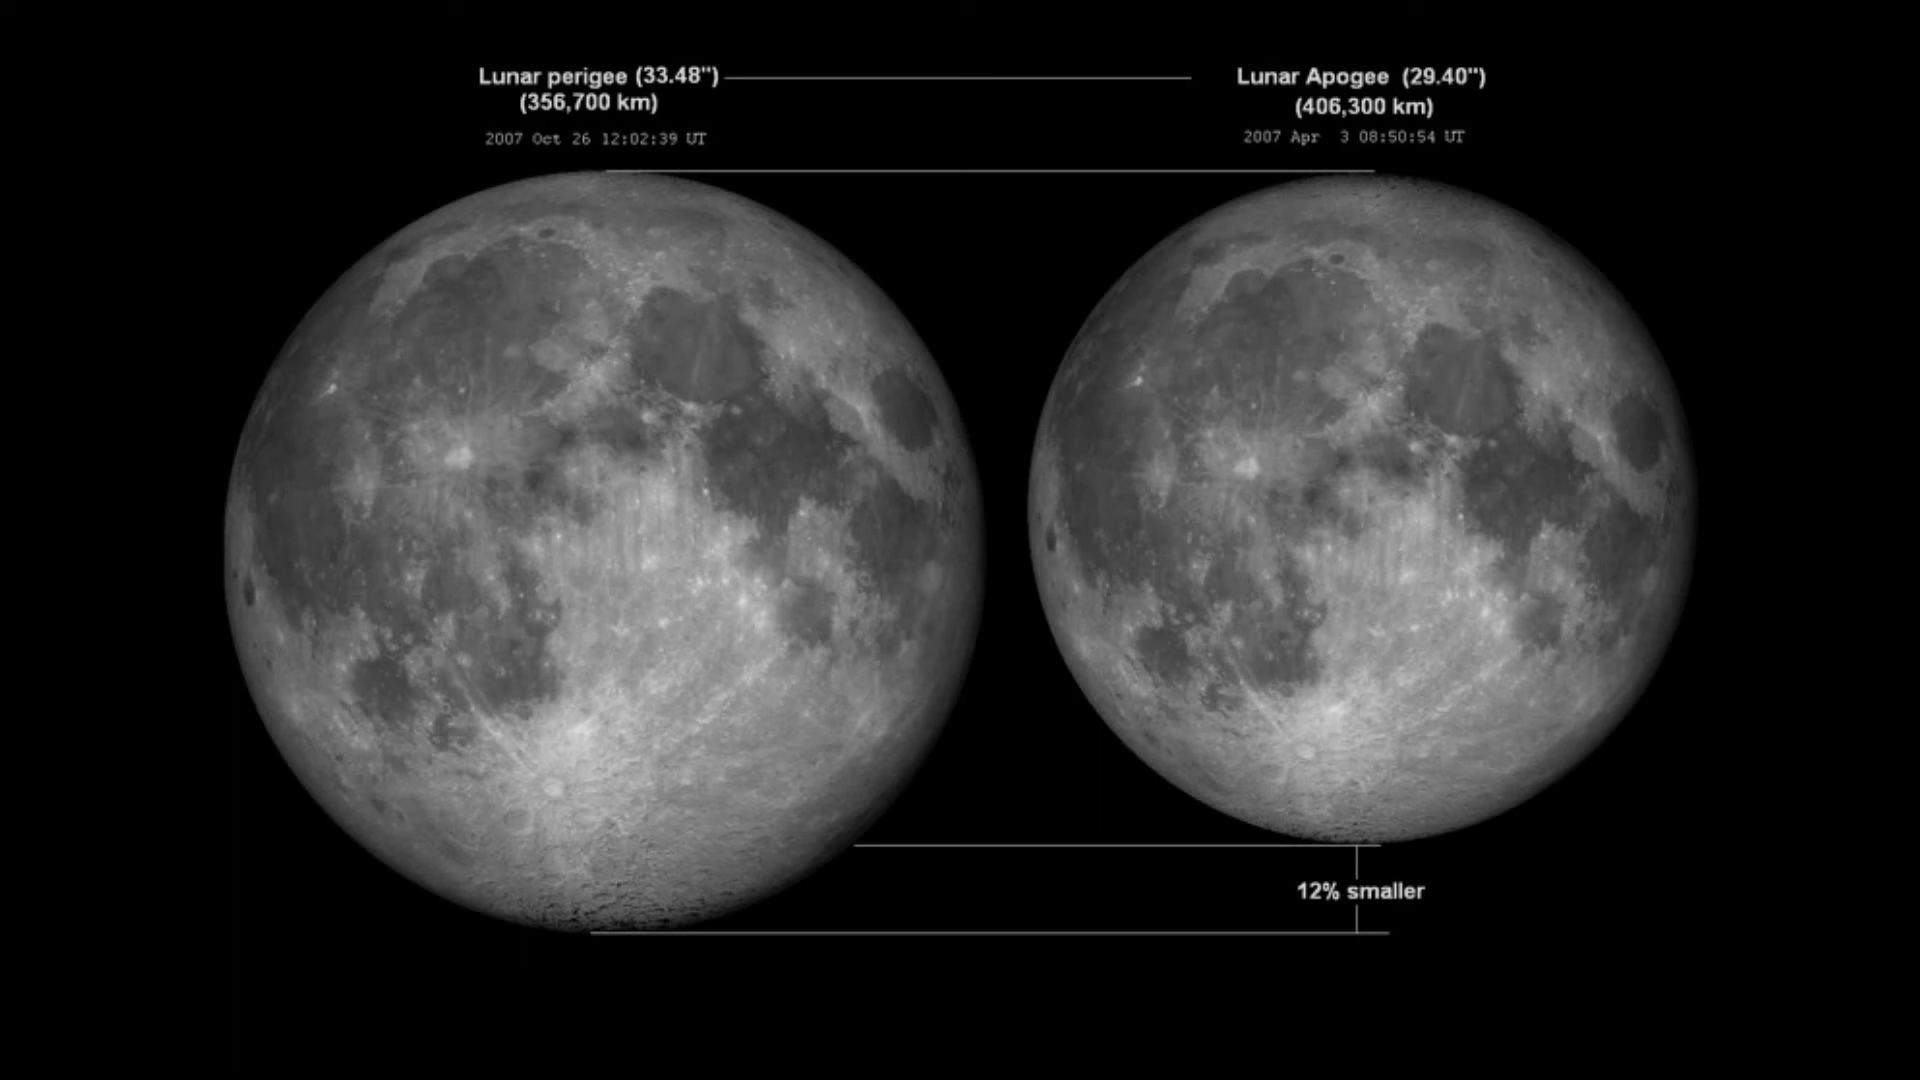 Lunar perigee (33.48")
(356,700 km)
2007 Oct 26 12:02:39 UT
Lunar Apogee (29.40")
(406,300 km)
2007 Apr 3 08:50:54 UT
12% smaller